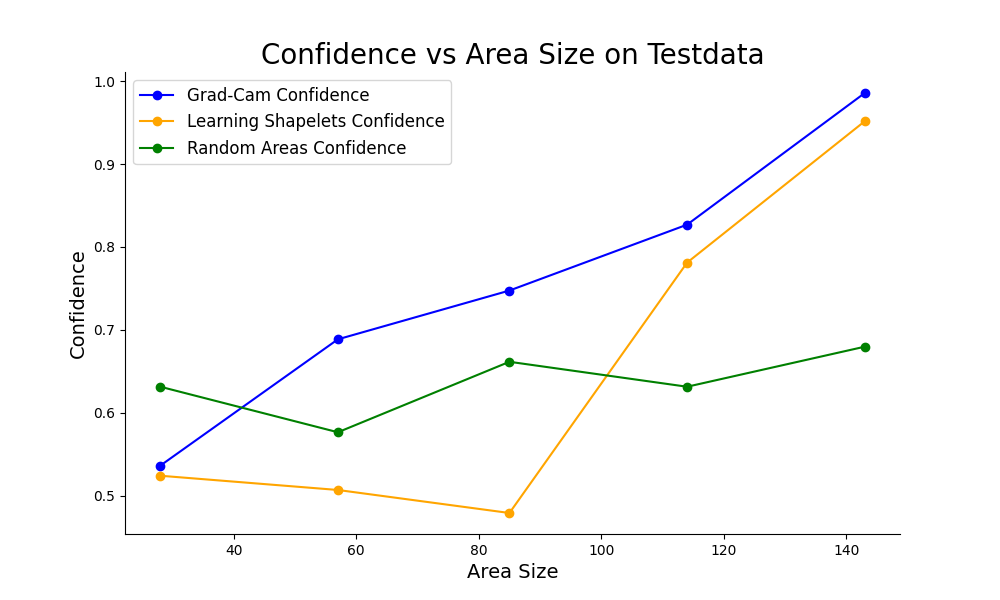 Confidence vs Area Size on Testdata
Grad-Cam Confidence
Learning Shapelets Confidence
Random Areas Confidence
Confidence
1.0
0.9
0.8
0.7
0.6
0.5
40 60 80 100 120 140
Area Size